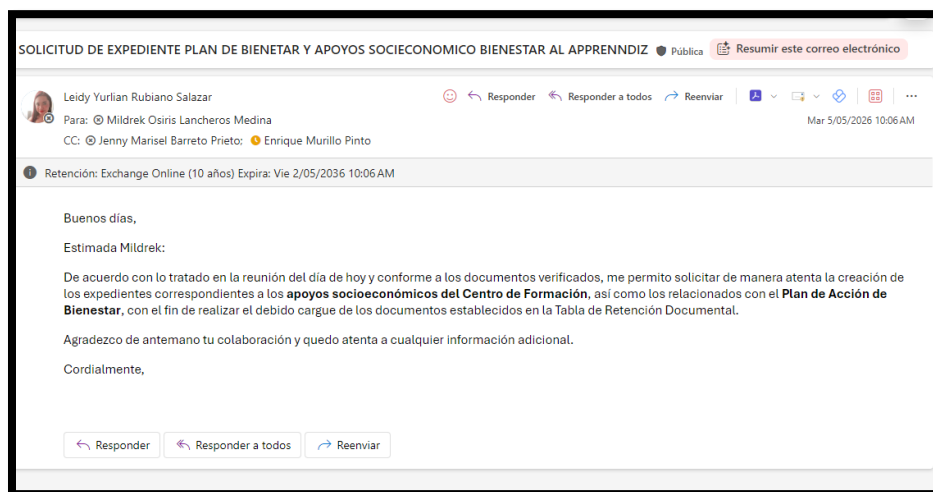 SOLICITUD DE EXPEDIENTE PLAN DE BIENETAR Y APOYOS SOCIECONOMICO BIENESTAR AL APPRENNDIZ Pública Resumir este correo electrónico
Leidy Yurlian Rubiano Salazar Responder Responder a todos Reenviar
Para: Mildrek Osiris Lancheros Medina Mar 5/05/2026 10:06 AM
CC: Jenny Marisel Barreto Prieto; Enrique Murillo Pinto
Retención: Exchange Online (10 años) Expira: Vie 2/05/2036 10:06 AM
Buenos días,
Estimada Mildrek:
De acuerdo con lo tratado en la reunión del día de hoy y conforme a los documentos verificados, me permito solicitar de manera atenta la creación de
los expedientes correspondientes a los apoyos socioeconómicos del Centro de Formación, así como los relacionados con el Plan de Acción de
Bienestar, con el fin de realizar el debido cargue de los documentos establecidos en la Tabla de Retención Documental.
Agradezco de antemano tu colaboración y quedo atenta a cualquier información adicional.
Cordialmente,
Responder Responder a todos Reenviar